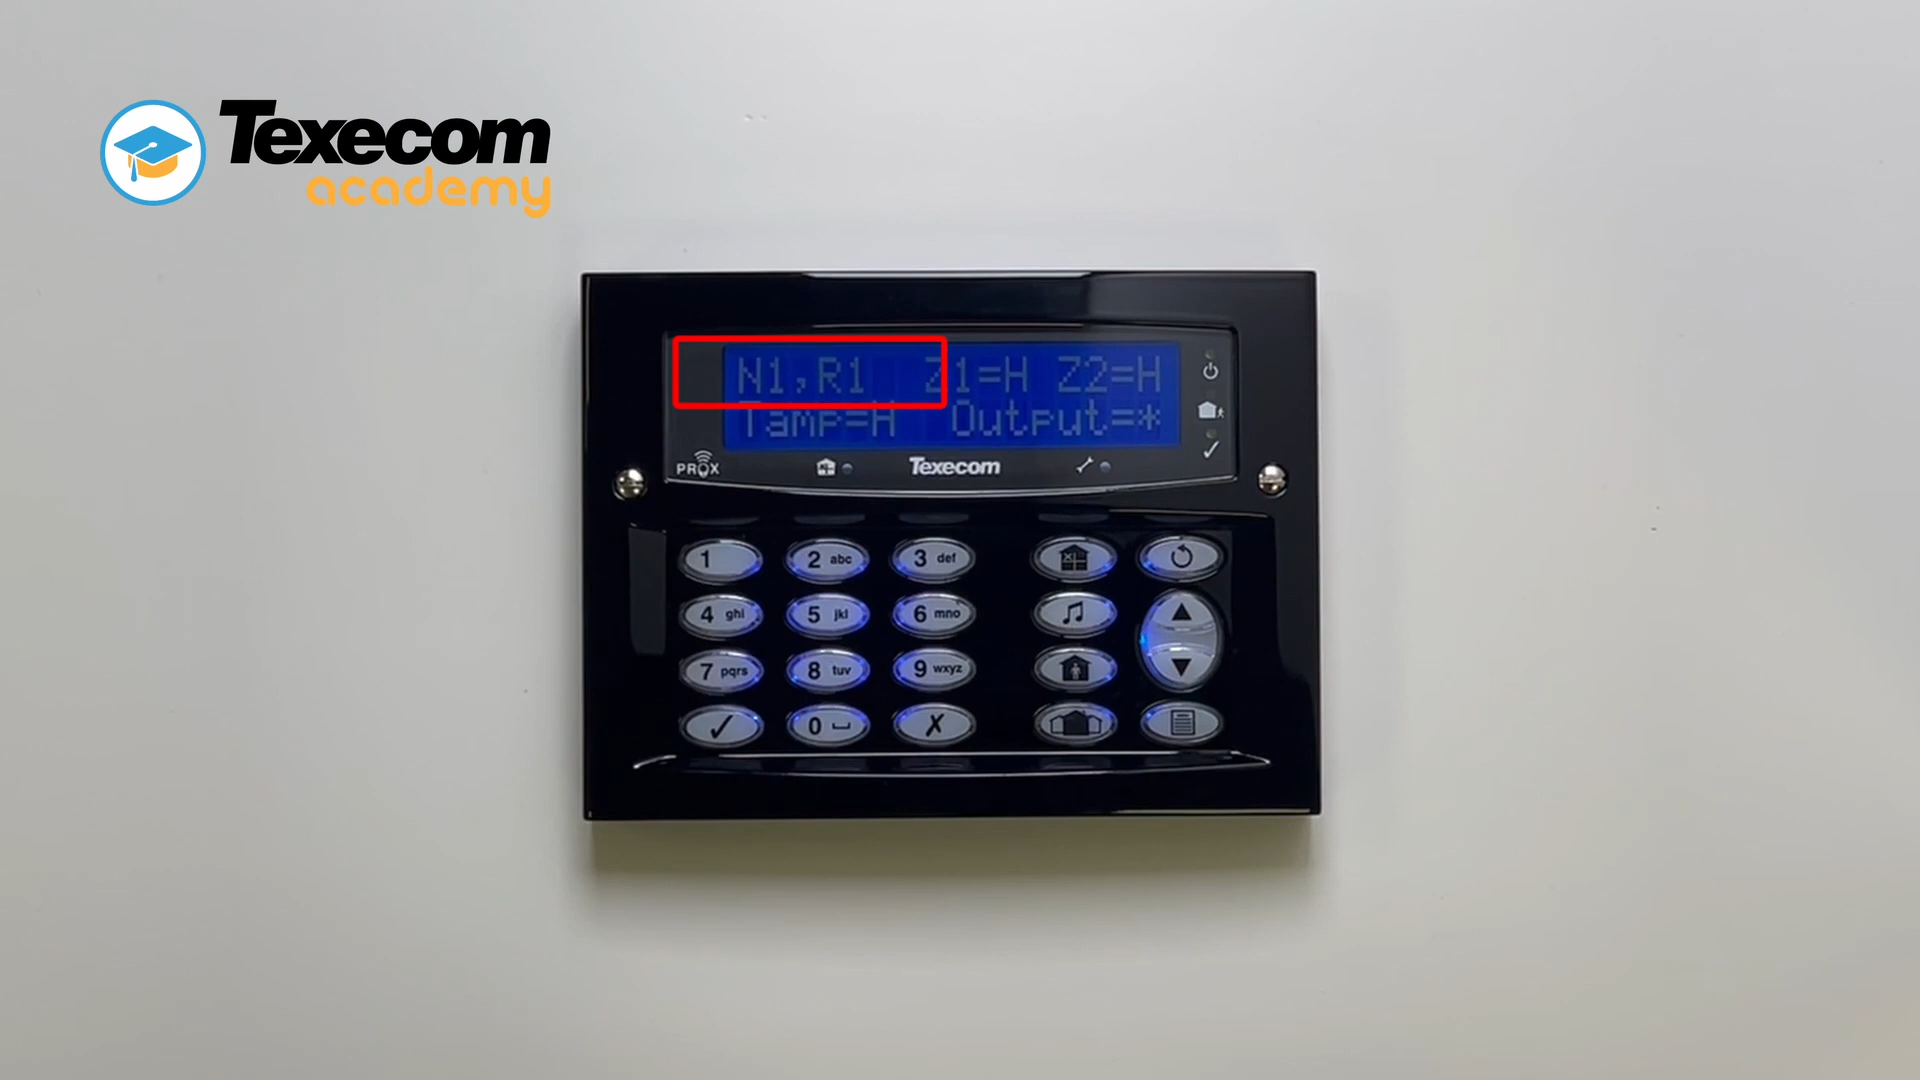 Texecom
academy
N1,R1 Z1=H Z2=H
Tamp=H Output=*
PROX
Texecom
1 2 abc 3 def
4 ghi 5 jkl 6 mno
7 pqrs 8 tuv 9 wxyz
0